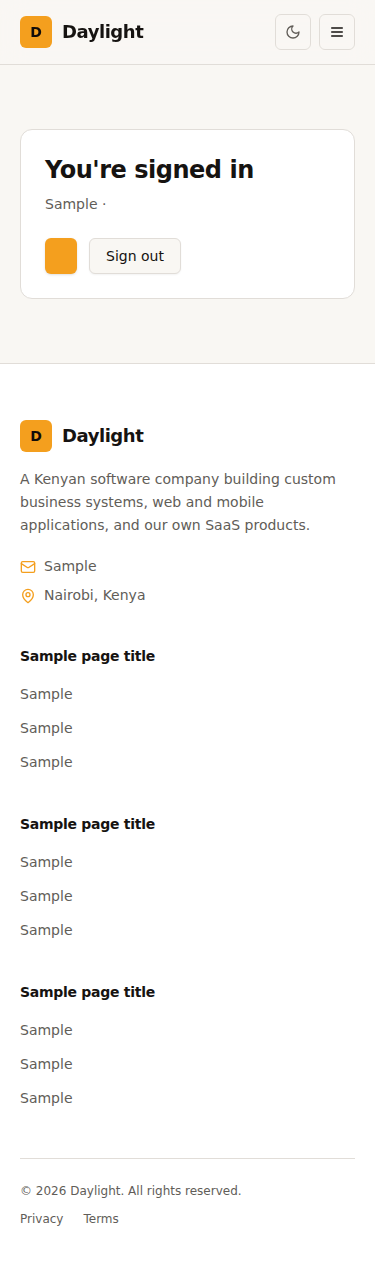 D Daylight
You're signed in
Sample ·
Sign out
D Daylight
A Kenyan software company building custom
business systems, web and mobile
applications, and our own SaaS products.
Sample
Nairobi, Kenya
Sample page title
Sample
Sample
Sample
Sample page title
Sample
Sample
Sample
Sample page title
Sample
Sample
Sample
© 2026 Daylight. All rights reserved.
Privacy Terms